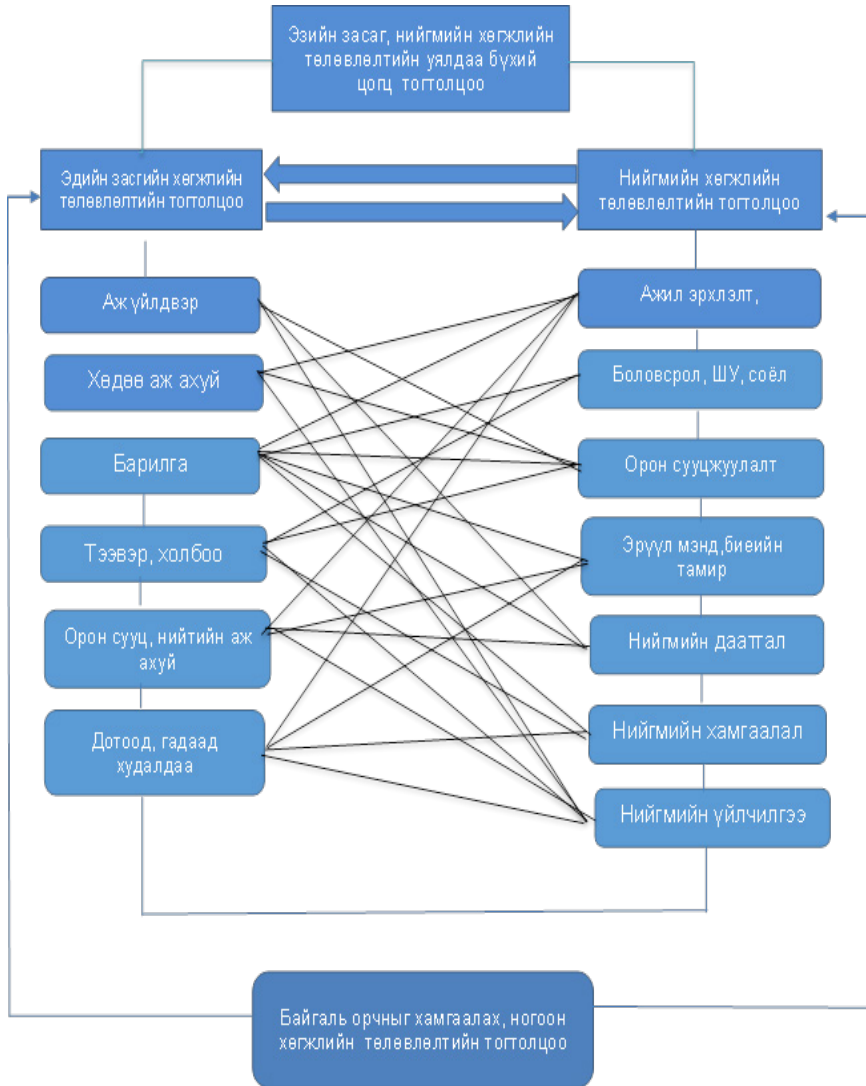 Эзийн засаг, нийгмийн хөгжлийн
төлөвлөлтийн уялдаа бүхий
цогц тогтолцоо
Эдийн засгийн хөгжлийн
төлөвлөлтийн тогтолцоо
Нийгмийн хөгжлийн
төлөвлөлтийн тогтолцоо
Аж үйлдвэр
Хөдөө аж ахуй
Барилга
Тээвэр, холбоо
Орон сууц, нийтийн аж
ахуй
Дотоод, гадаад
худалдаа
Ажил эрхлэлт,
Боловсрол, ШУ, соёл
Орон сууцжуулалт
Эрүүл мэнд,биеийн
тамир
Нийгмийн даатгал
Нийгмийн хамгаалал
Нийгмийн үйлчилгээ
Байгаль орчныг хамгаалах, ногоон
хөгжлийн төлөвлөлтийн тогтолцоо